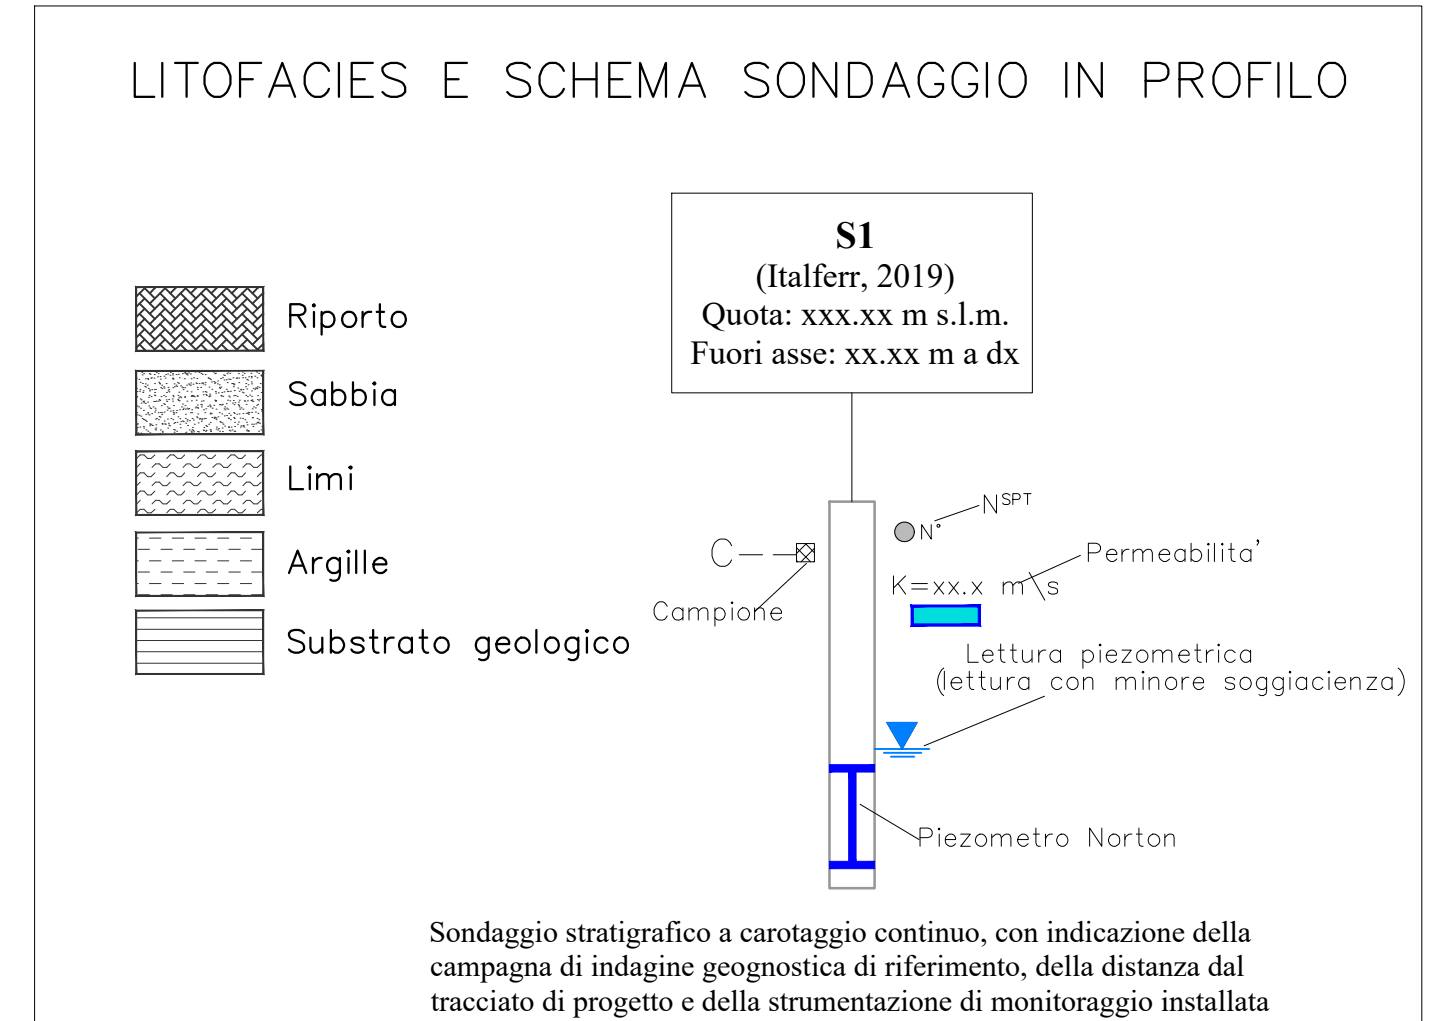 LITOFACIES E SCHEMA SONDAGGIO IN PROFILO
S1
(Italferr, 2019)
Quota: xxx.xx m s.l.m.
Fuori asse: xx.xx m a dx
Riporto
Sabbia
Limi
Argille
Substrato geologico
NSPT
N°
C
Campione
Permeabilita'
K=xx.x m\s
Lettura piezometrica
(lettura con minore soggiacienza)
Piezometro Norton
Sondaggio stratigrafico a carotaggio continuo, con indicazione della
campagna di indagine geognostica di riferimento, della distanza dal
tracciato di progetto e della strumentazione di monitoraggio installata